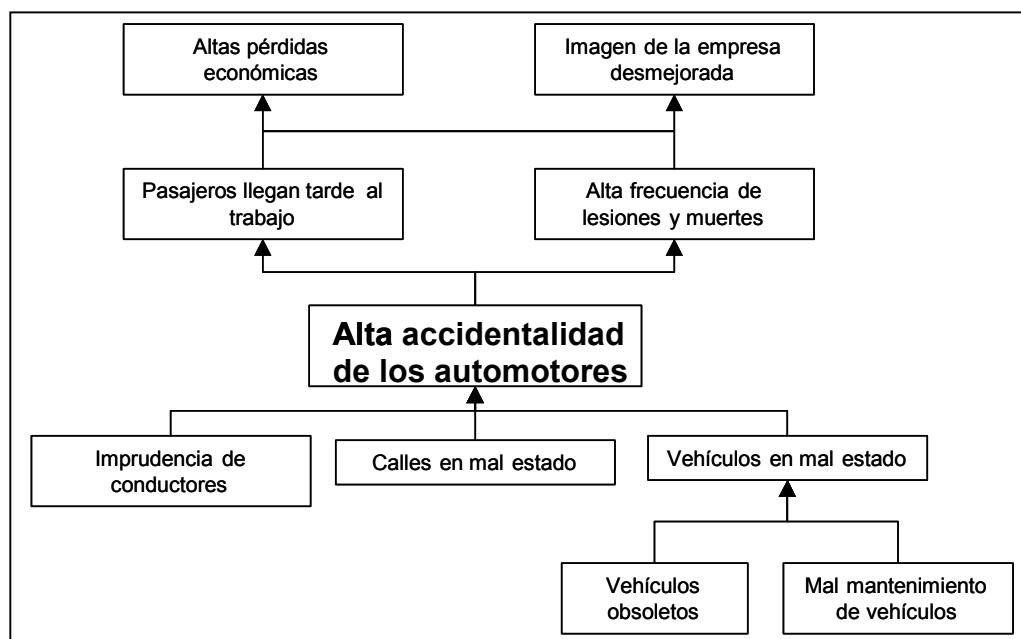 Altas pérdidas
económicas
Imagen de la empresa
desmejorada
Pasajeros llegan tarde al
trabajo
Alta frecuencia de
lesiones y muertes
Alta accidentalidad
de los automotores
Imprudencia de
conductores
Calles en mal estado
Vehículos en mal estado
Vehículos
obsoletos
Mal mantenimiento
de vehículos